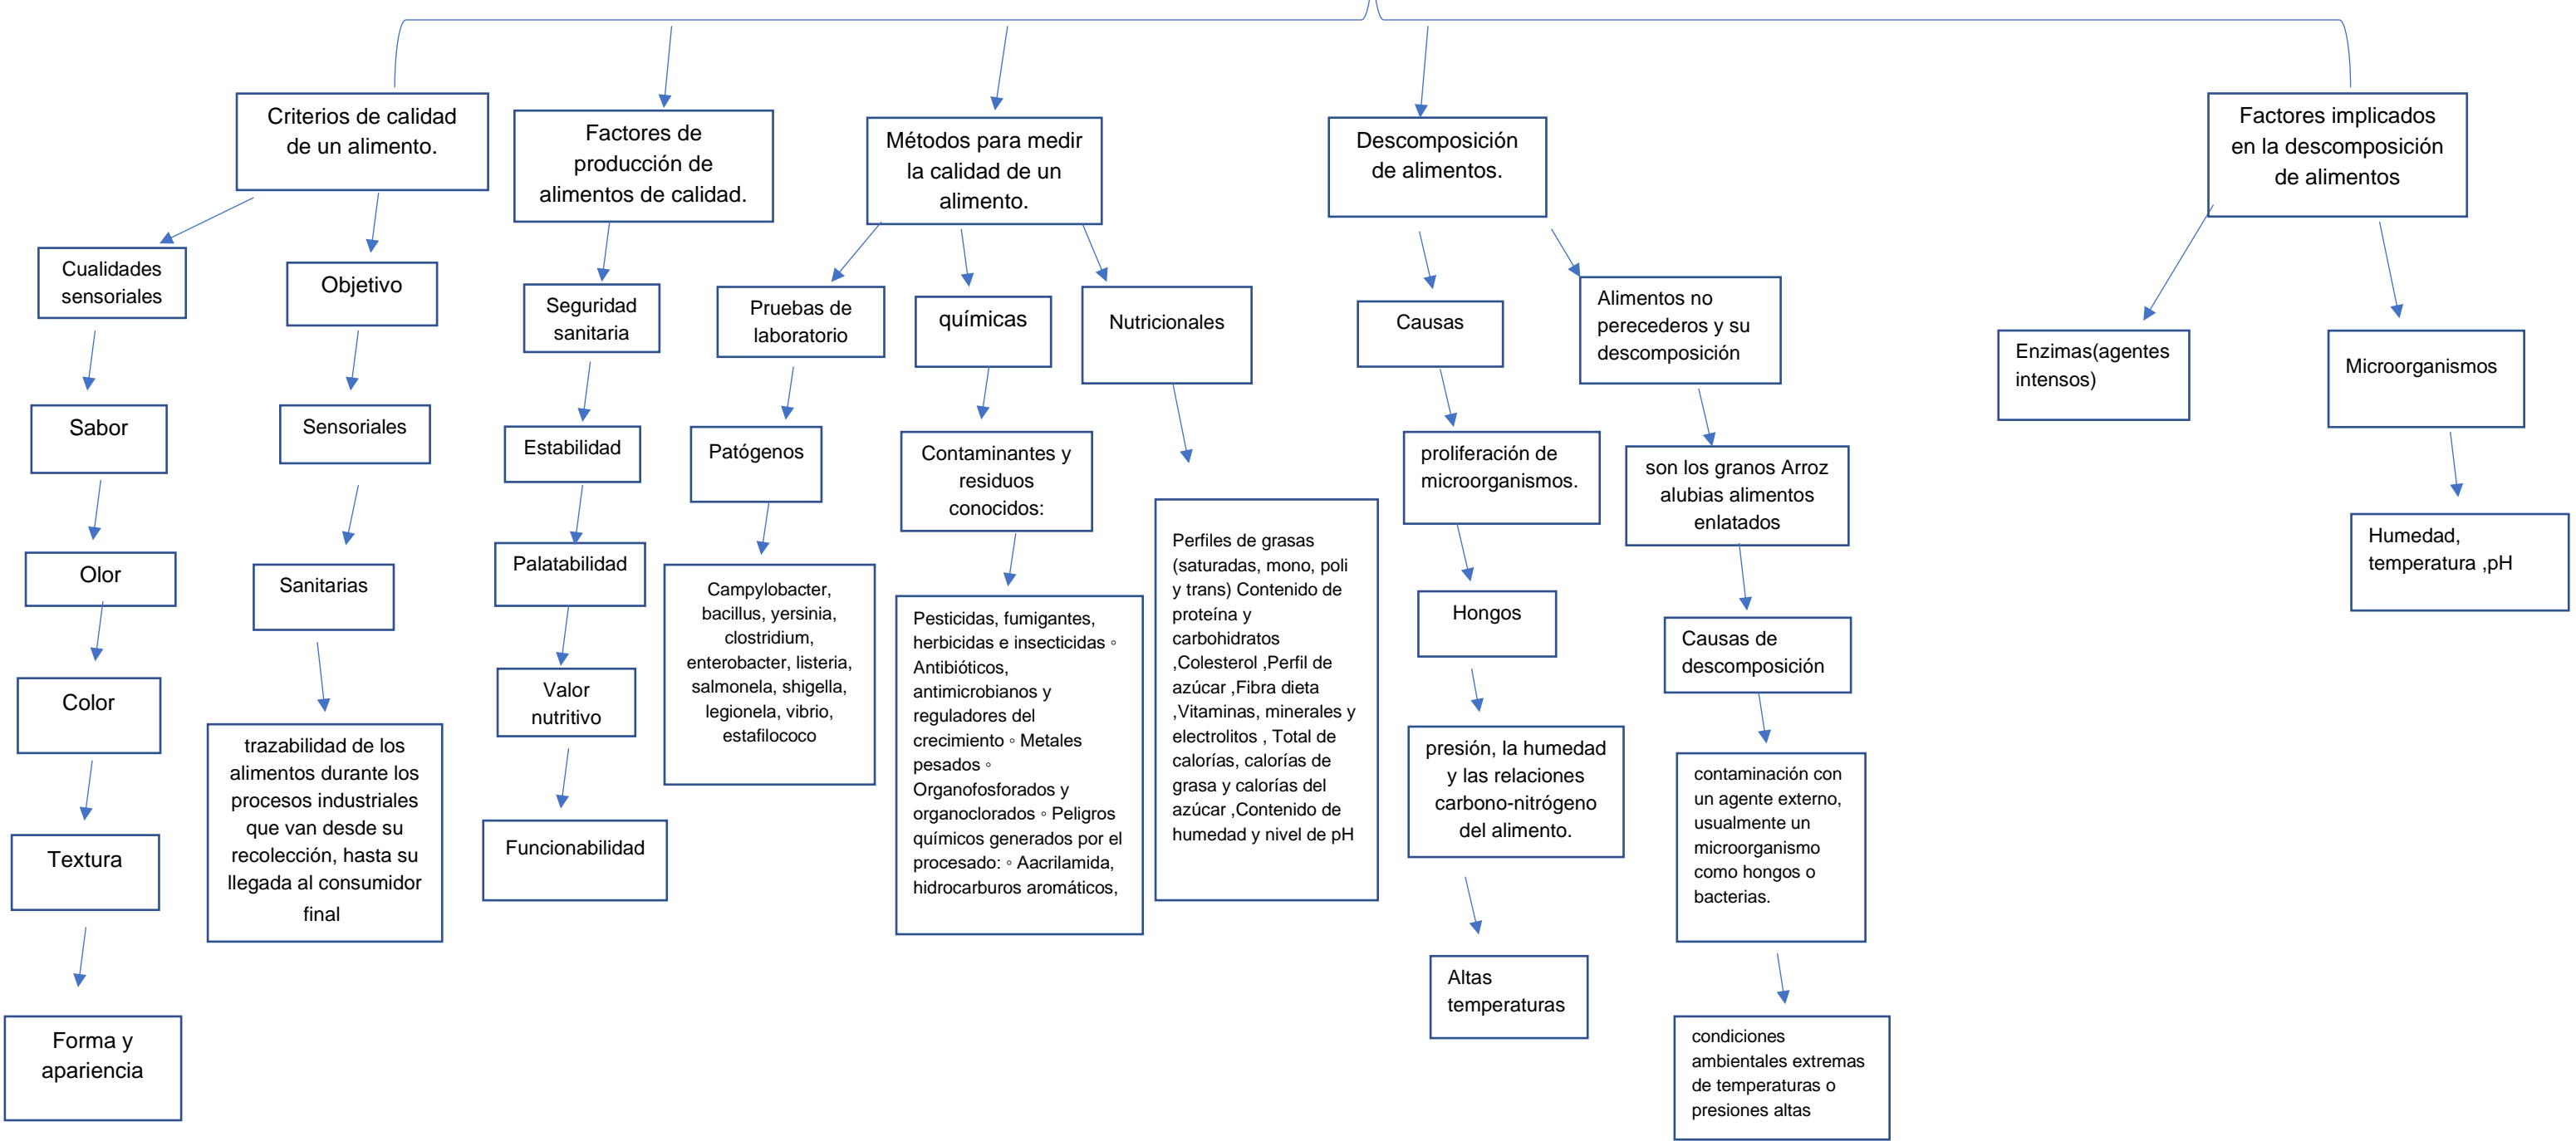 Criterios de calidad
de un alimento.
Cualidades
sensoriales
Sabor
Olor
Color
Textura
Forma y
apariencia
Objetivo
Sensoriales
Sanitarias
trazabilidad de los
alimentos durante los
procesos industriales
que van desde su
recolección, hasta su
llegada al consumidor
final
Factores de
producción de
alimentos de calidad.
Seguridad
sanitaria
Estabilidad
Palatabilidad
Valor
nutritivo
Funcionabilidad
Métodos para medir
la calidad de un
alimento.
Pruebas de
laboratorio
Patógenos
Campylobacter,
bacillus, yersinia,
clostridium,
enterobacter, listeria,
salmonela, shigella,
legionela, vibrio,
estafilococo
químicas
Contaminantes y
residuos
conocidos:
Pesticidas, fumigantes,
herbicidas e insecticidas ◦
Antibióticos,
antimicrobianos y
reguladores del
crecimiento ◦ Metales
pesados ◦
Organofosforados y
organoclorados ◦ Peligros
químicos generados por el
procesado: ◦ Aacrilamida,
hidrocarburos aromáticos,
Nutricionales
Perfiles de grasas
(saturadas, mono, poli
y trans) Contenido de
proteína y
carbohidratos
,Colesterol ,Perfil de
azúcar ,Fibra dieta
,Vitaminas, minerales y
electrolitos , Total de
calorías, calorías de
grasa y calorías del
azúcar ,Contenido de
humedad y nivel de pH
Descomposición
de alimentos.
Causas
proliferación de
microorganismos.
Hongos
presión, la humedad
y las relaciones
carbono-nitrógeno
del alimento.
Altas
temperaturas
Alimentos no
perecederos y su
descomposición
son los granos Arroz
alubias alimentos
enlatados
Causas de
descomposición
contaminación con
un agente externo,
usualmente un
microorganismo
como hongos o
bacterias.
condiciones
ambientales extremas
de temperaturas o
presiones altas
Factores implicados
en la descomposición
de alimentos
Enzimas(agentes
intensos)
Microorganismos
Humedad,
temperatura ,pH